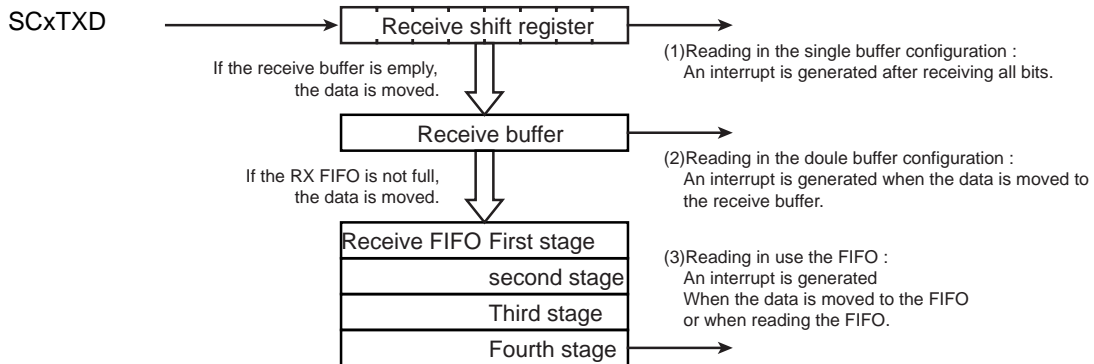 SCxTXD
Receive shift register
(1)Reading in the single buffer configuration :
An interrupt is generated after receiving all bits.
If the receive buffer is emply,
the data is moved.
Receive buffer
(2)Reading in the doule buffer configuration :
An interrupt is generated when the data is moved to
the receive buffer.
If the RX FIFO is not full,
the data is moved.
Receive FIFO First stage
second stage
Third stage
Fourth stage
(3)Reading in use the FIFO :
An interrupt is generated
When the data is moved to the FIFO
or when reading the FIFO.